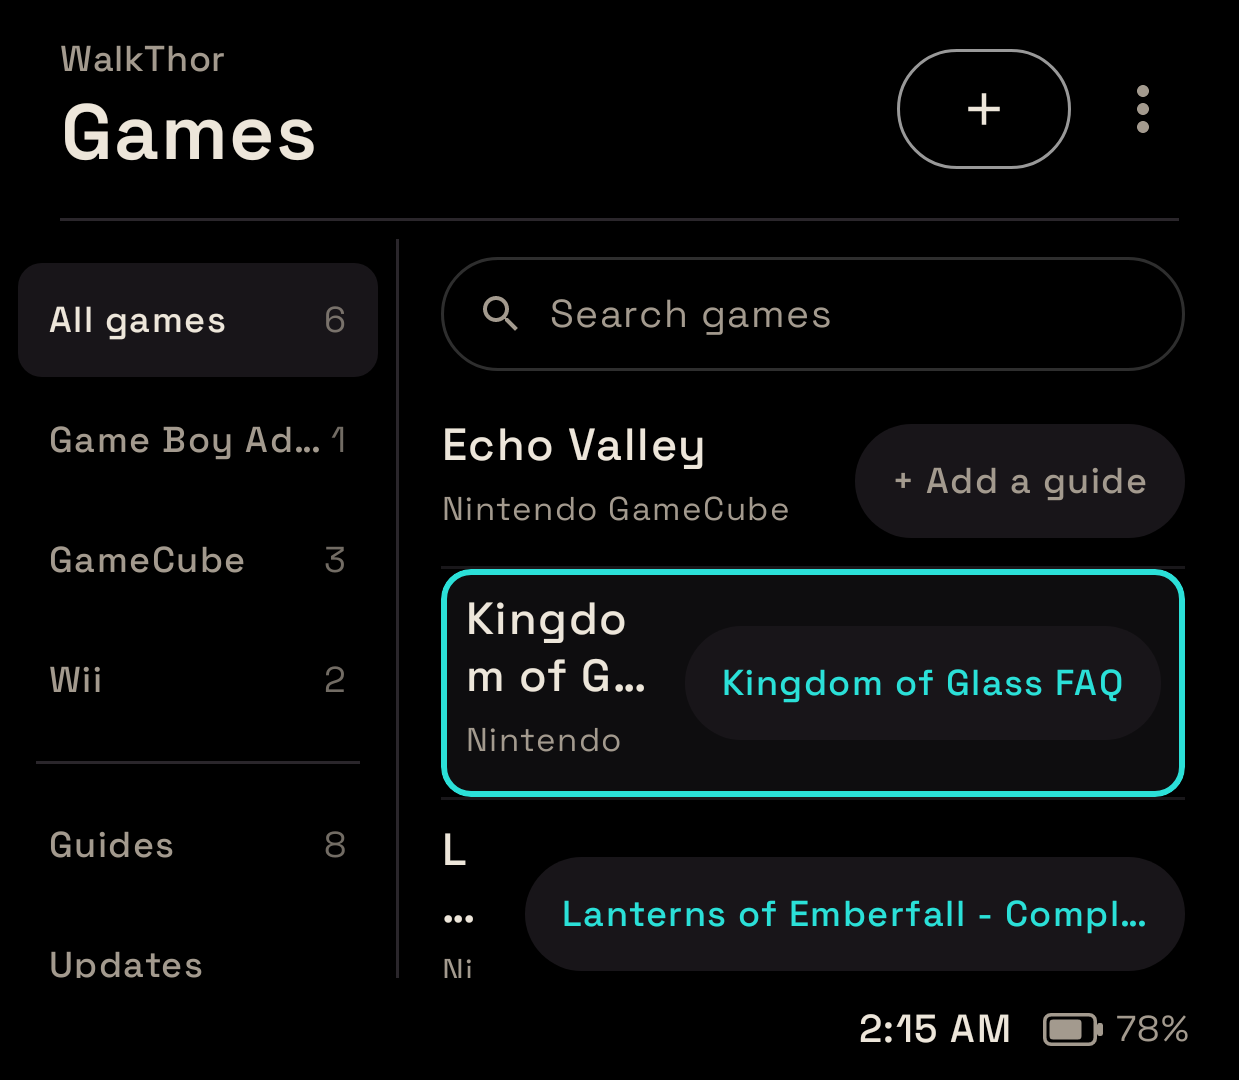 WalkThor
Games
+
All games 6
Game Boy Ad... 1
GameCube 3
Wii 2
Guides 8
Updates
Search games
Echo Valley
Nintendo GameCube
+ Add a guide
Kingdo
m of G...
Nintendo
Kingdom of Glass FAQ
L
...
Ni
Lanterns of Emberfall - Compl...
2:15 AM 78%